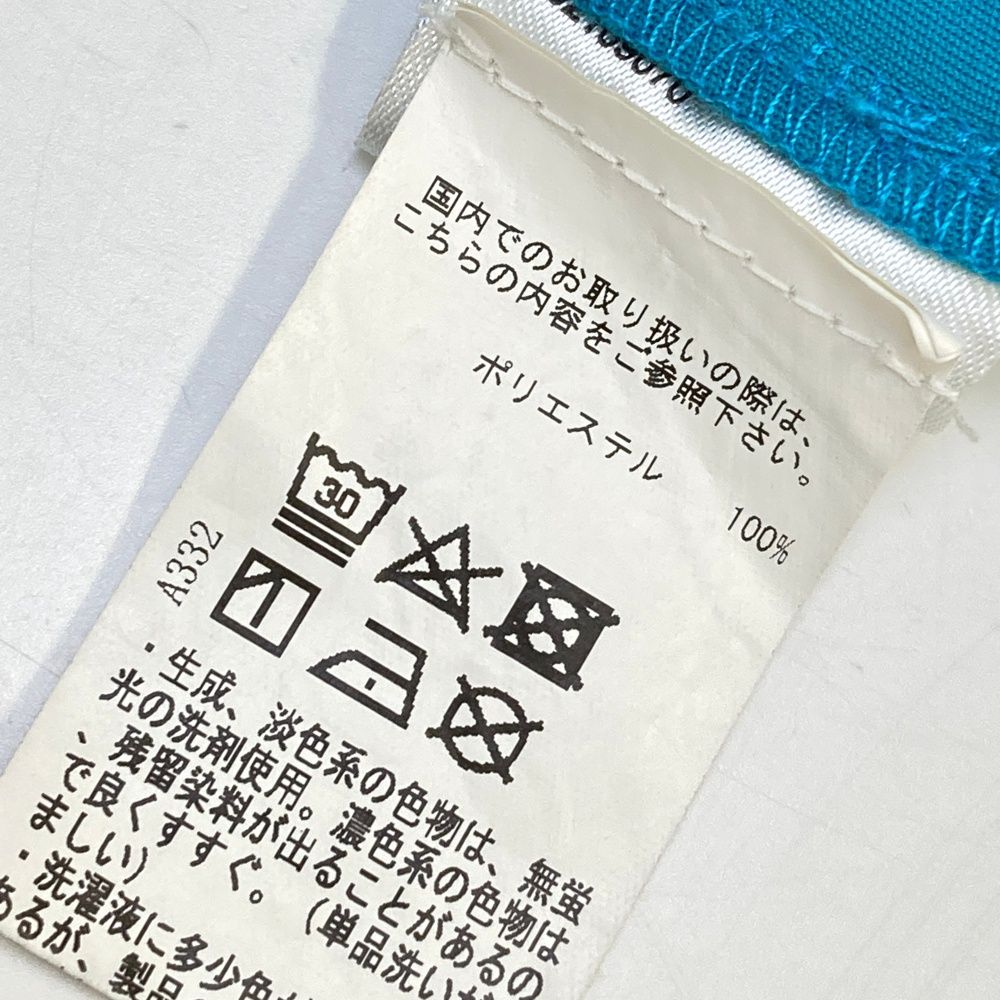 国内でのお取り扱いの際は、
こちらの内容をご参照下さい。
ポリエステル 100%
30
A332
・生成、淡色系の色物は、無蛍
光の洗剤使用。濃色系の色物は
、残留染料が出ることがあるの
で良くすすぐ。(単品洗いが
ましい)
・洗濯液に多少色
あるが、製品